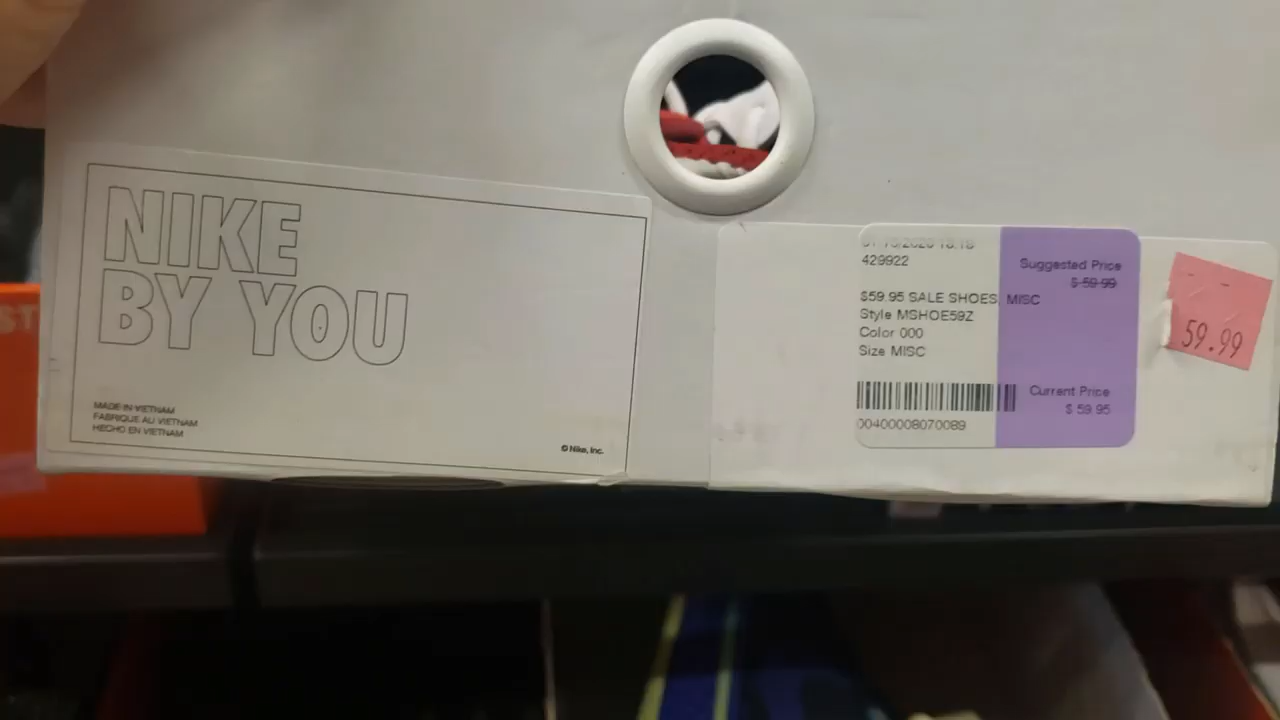 NIKE
BY YOU
MADE IN VIETNAM
FABRIQUE AU VIETNAM
HECHO EN VIETNAM
© Nike, Inc.
429922
$59.95 SALE SHOES, MISC
Style MSHOE59Z
Color 000
Size MISC
00400008070089
Suggested Price
$ 59.99
Current Price
$ 59.95
59.99
ST